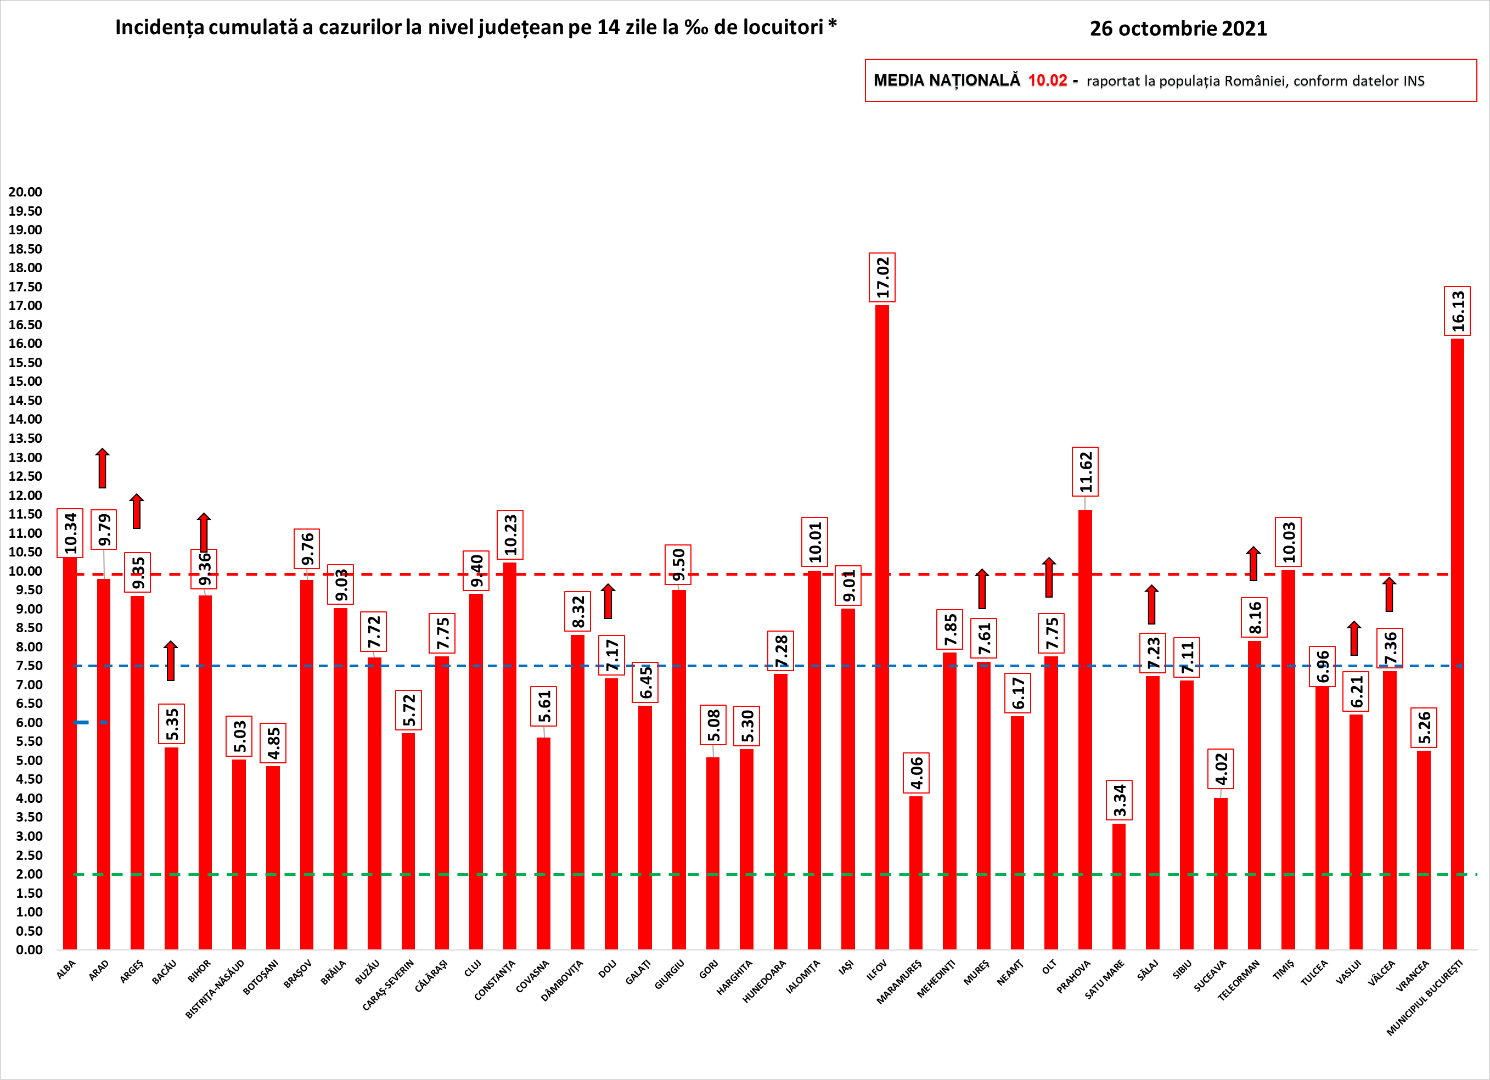 Incidența cumulată a cazurilor la nivel județean pe 14 zile la ‰ de locuitori *
26 octombrie 2021
MEDIA NAȚIONALĂ 10.02 - raportat la populația României, conform datelor INS
20.00
19.50
19.00
18.50
18.00
17.50
17.00
16.50
16.00
15.50
15.00
14.50
14.00
13.50
13.00
12.50
12.00
11.50
11.00
10.50
10.00
9.50
9.00
8.50
8.00
7.50
7.00
6.50
6.00
5.50
5.00
4.50
4.00
3.50
3.00
2.50
2.00
1.50
1.00
0.50
0.00
10.34
9.79
9.35
5.35
9.36
5.03
4.85
9.76
9.03
7.72
5.72
7.75
9.40
10.23
5.61
8.32
7.17
6.45
9.50
5.08
5.30
7.28
10.01
9.01
17.02
4.06
7.85
7.61
6.17
7.75
11.62
3.34
7.23
7.11
4.02
8.16
10.03
6.96
6.21
7.36
5.26
16.13
ALBA
ARAD
ARGEȘ
BACĂU
BIHOR
BISTRIȚA-NĂSĂUD
BOTOȘANI
BRAȘOV
BRĂILA
BUZĂU
CARAȘ-SEVERIN
CĂLĂRAȘI
CLUJ
CONSTANȚA
COVASNA
DÂMBOVIȚA
DOLJ
GALAȚI
GIURGIU
GORJ
HARGHITA
HUNEDOARA
IALOMIȚA
IAȘI
ILFOV
MARAMUREȘ
MEHEDINȚI
MUREȘ
NEAMȚ
OLT
PRAHOVA
SATU MARE
SĂLAJ
SIBIU
SUCEAVA
TELEORMAN
TIMIȘ
TULCEA
VASLUI
VÂLCEA
VRANCEA
MUNICIPIUL BUCUREȘTI